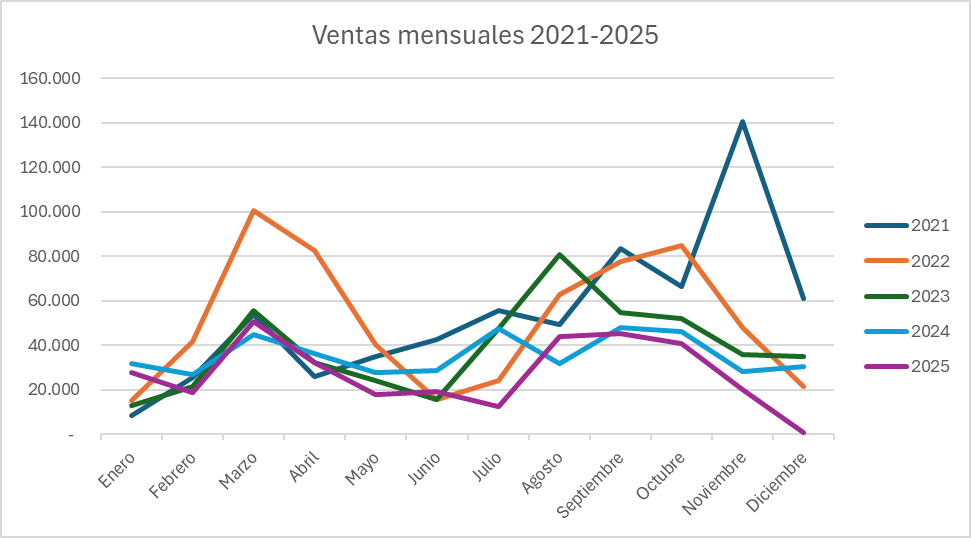 Ventas mensuales 2021-2025
160.000
140.000
120.000
100.000
80.000
60.000
40.000
20.000
-
Enero
Febrero
Marzo
Abril
Mayo
Junio
Julio
Agosto
Septiembre
Octubre
Noviembre
Diciembre
2021
2022
2023
2024
2025